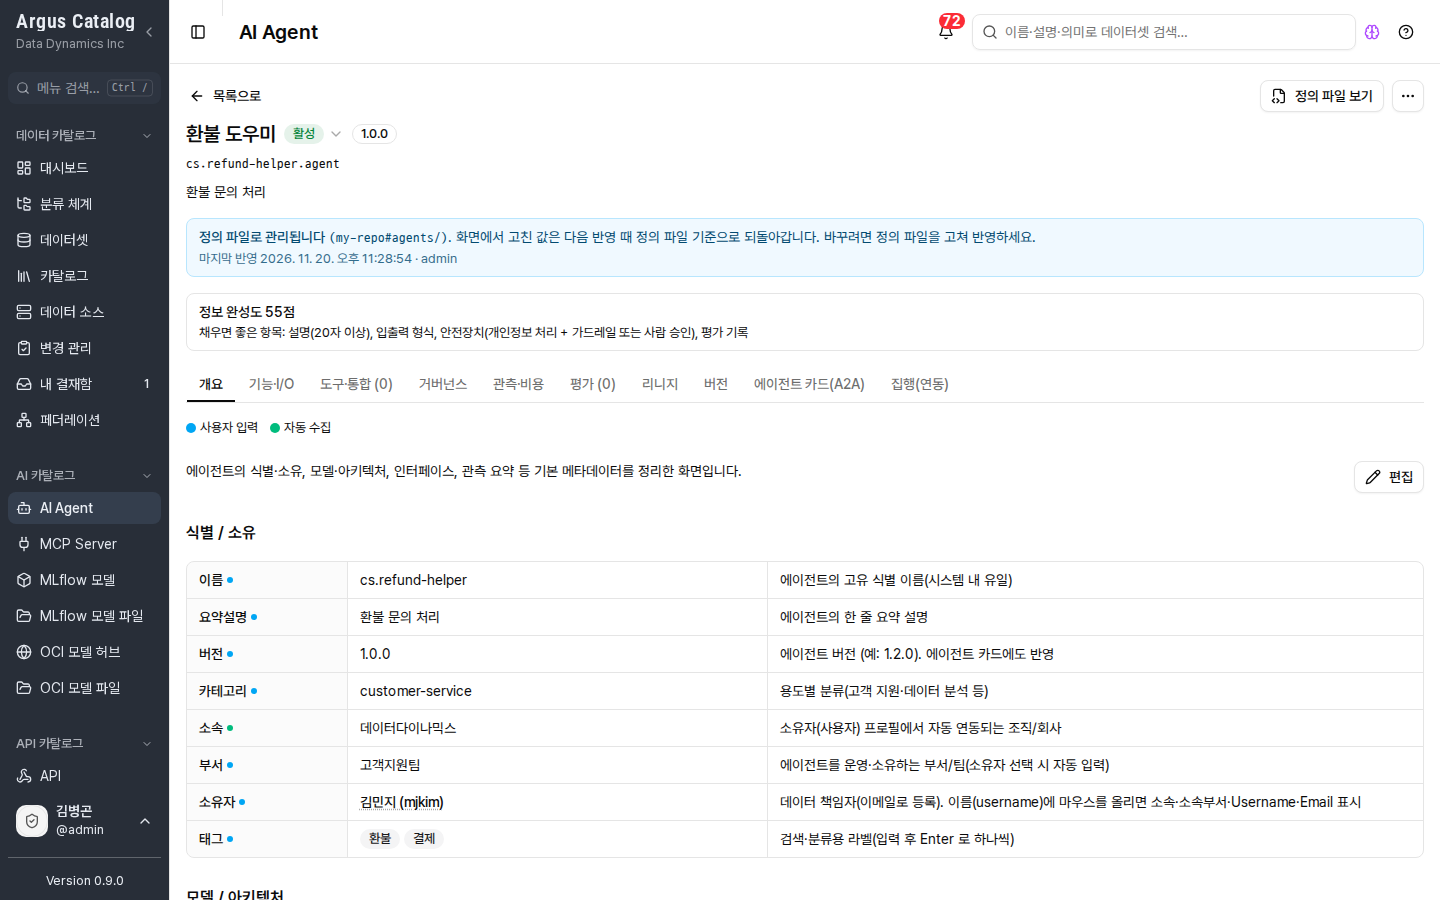 Argus Catalog
Data Dynamics Inc
메뉴 검색... Ctrl /
데이터 카탈로그
대시보드
분류 체계
데이터셋
카탈로그
데이터 소스
변경 관리
내 결재함 1
페더레이션
AI 카탈로그
AI Agent
MCP Server
MLflow 모델
MLflow 모델 파일
OCI 모델 허브
OCI 모델 파일
API 카탈로그
API
김병곤
@admin
Version 0.9.0
AI Agent
72
이름·설명·의미로 데이터셋 검색...
목록으로
정의 파일 보기
환불 도우미 활성 1.0.0
cs.refund-helper.agent
환불 문의 처리
정의 파일로 관리됩니다 (my-repo#agents/). 화면에서 고친 값은 다음 반영 때 정의 파일 기준으로 되돌아갑니다. 바꾸려면 정의 파일을 고쳐 반영하세요.
마지막 반영 2026. 11. 20. 오후 11:28:54 · admin
정보 완성도 55점
채우면 좋은 항목: 설명(20자 이상), 입출력 형식, 안전장치(개인정보 처리 + 가드레일 또는 사람 승인), 평가 기록
개요 기능·I/O 도구·통합 (0) 거버넌스 관측·비용 평가 (0) 리니지 버전 에이전트 카드(A2A) 집행(연동)
사용자 입력 자동 수집
에이전트의 식별·소유, 모델·아키텍처, 인터페이스, 관측 요약 등 기본 메타데이터를 정리한 화면입니다.
편집
식별 / 소유
이름 cs.refund-helper 에이전트의 고유 식별 이름(시스템 내 유일)
요약설명 환불 문의 처리 에이전트의 한 줄 요약 설명
버전 1.0.0 에이전트 버전 (예: 1.2.0). 에이전트 카드에도 반영
카테고리 customer-service 용도별 분류(고객 지원·데이터 분석 등)
소속 데이터다이나믹스 소유자(사용자) 프로필에서 자동 연동되는 조직/회사
부서 고객지원팀 에이전트를 운영·소유하는 부서/팀(소유자 선택 시 자동 입력)
소유자 김민지 (mjkim) 데이터 책임자(이메일로 등록). 이름(username)에 마우스를 올리면 소속·소속부서·Username·Email 표시
태그 환불 결제 검색·분류용 라벨(입력 후 Enter 로 하나씩)
모델 / 아키텍처